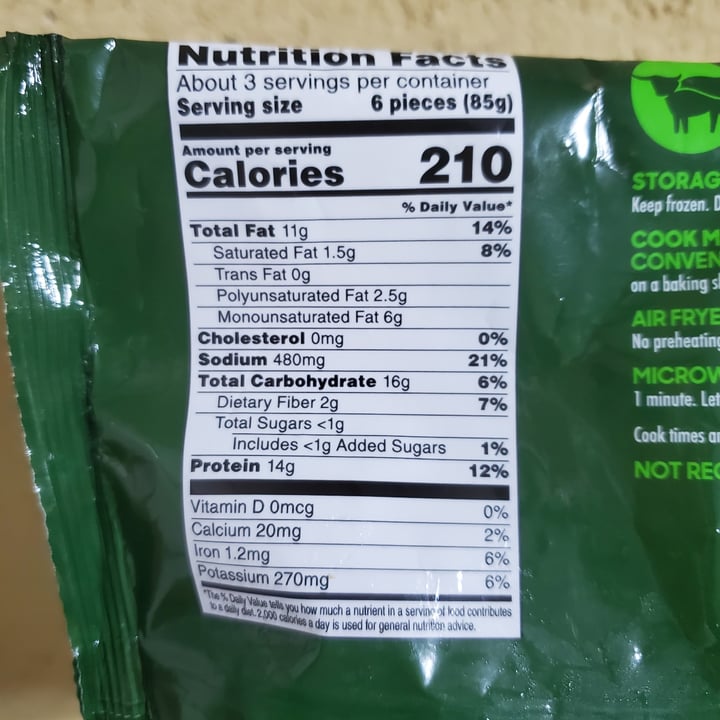 Nutrition Facts
About 3 servings per container
Serving size 6 pieces (85g)
Amount per serving
Calories 210
% Daily Value*
Total Fat 11g 14%
Saturated Fat 1.5g 8%
Trans Fat 0g
Polyunsaturated Fat 2.5g
Monounsaturated Fat 6g
Cholesterol 0mg 0%
Sodium 480mg 21%
Total Carbohydrate 16g 6%
Dietary Fiber 2g 7%
Total Sugars <1g
Includes <1g Added Sugars 1%
Protein 14g 12%
Vitamin D 0mcg 0%
Calcium 20mg 2%
Iron 1.2mg 6%
Potassium 270mg 6%
*The % Daily Value tells you how much a nutrient in a serving of food contributes
to a daily diet. 2,000 calories a day is used for general nutrition advice.
STORAG
Keep frozen. D
COOK M
CONVEN
on a baking s
AIR FRYE
No preheating
MICROW
1 minute. Let
Cook times a
NOT REC